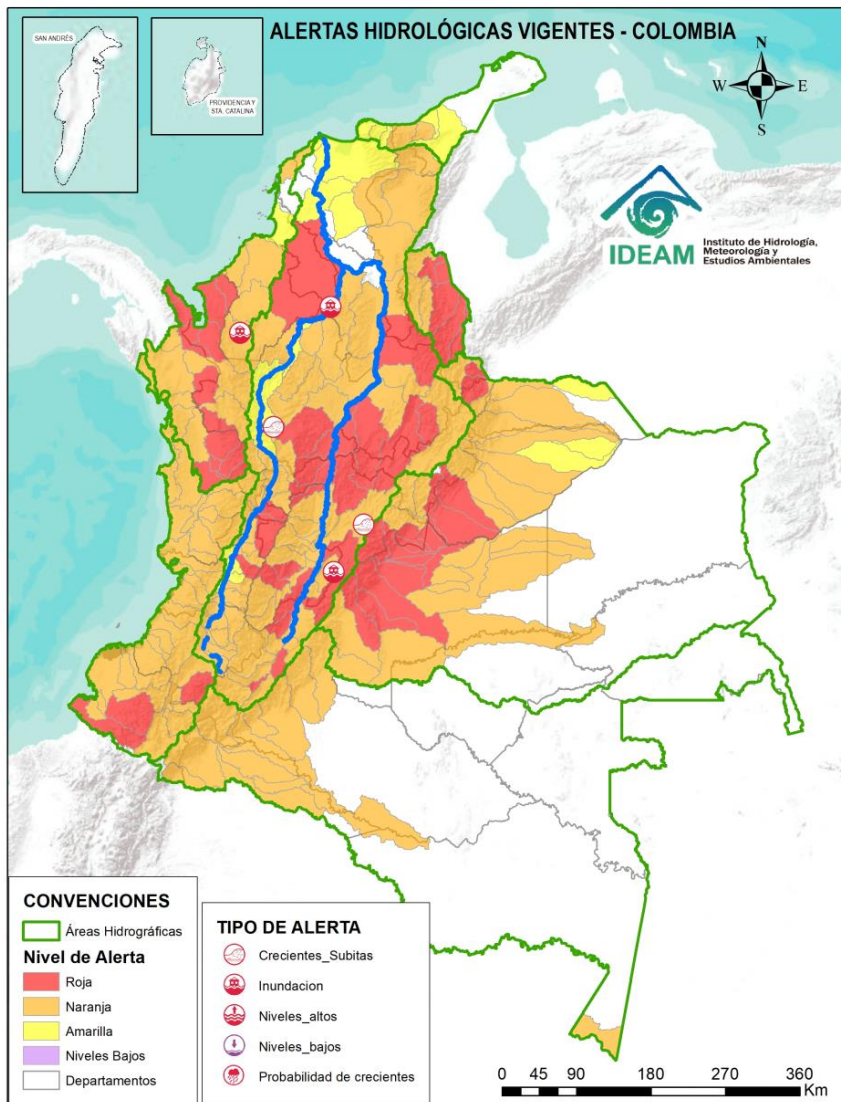 ALERTAS HIDROLÓGICAS VIGENTES - COLOMBIA
SAN ANDRÉS
PROVIDENCIA Y
STA. CATALINA
N
W
E
S
IDEAM
Instituto de Hidrología,
Meteorología y
Estudios Ambientales
CONVENCIONES
Áreas Hidrográficas
Nivel de Alerta
Roja
Naranja
Amarilla
Niveles Bajos
Departamentos
TIPO DE ALERTA
Crecientes_Subitas
Inundacion
Niveles_altos
Niveles_bajos
Probabilidad de crecientes
0 45 90 180 270 360
Km